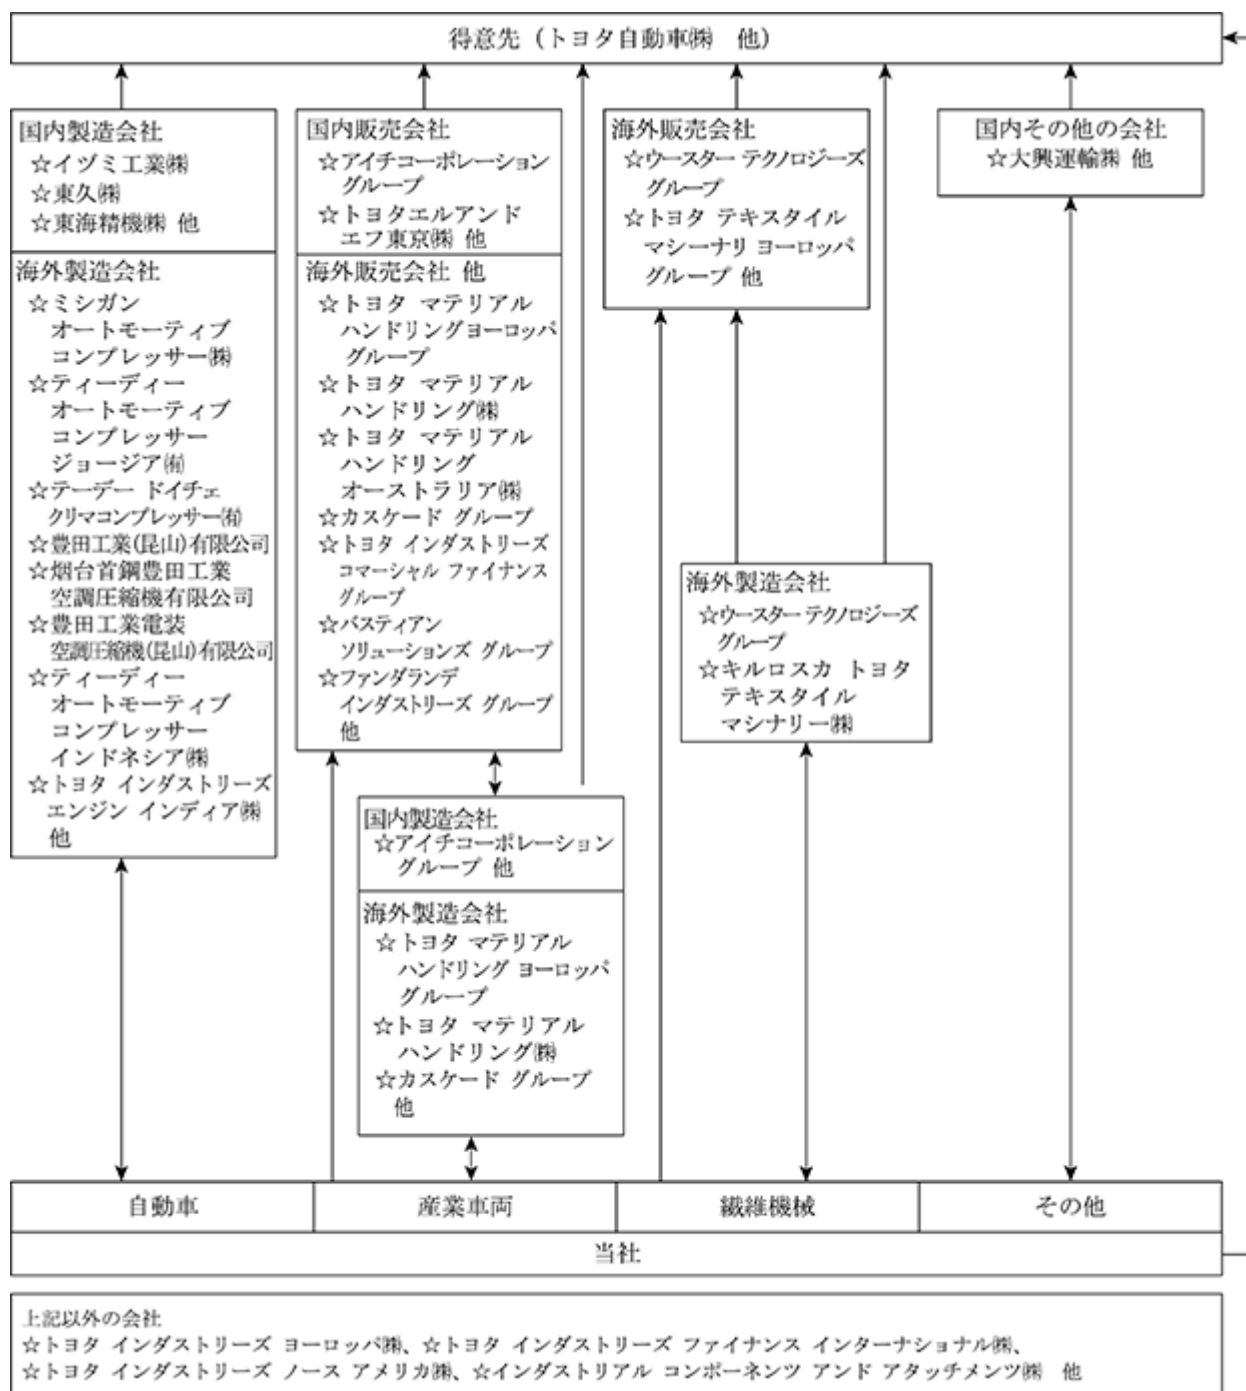 得意先（トヨタ自動車㈱　他）
国内製造会社
☆イヅミ工業㈱
☆東久㈱
☆東海精機㈱ 他
海外製造会社
☆ミシガン
オートモーティブ
コンプレッサー㈱
☆ティーディー
オートモーティブ
コンプレッサー
ジョージア㈲
☆テーデー ドイチェ
クリマコンプレッサー㈲
☆豊田工業(昆山)有限公司
☆烟台首鋼豊田工業
空調圧縮機有限公司
☆豊田工業電装
空調圧縮機(昆山)有限公司
☆ティーディー
オートモーティブ
コンプレッサー
インドネシア㈱
☆トヨタ インダストリーズ
エンジン インディア㈱
他
国内販売会社
☆アイチコーポレーション
グループ
☆トヨタエルアンド
エフ東京㈱ 他
海外販売会社 他
☆トヨタ マテリアル
ハンドリングヨーロッパ
グループ
☆トヨタ マテリアル
ハンドリング㈱
☆トヨタ マテリアル
ハンドリング
オーストラリア㈱
☆カスケード グループ
☆トヨタ インダストリーズ
コマーシャル ファイナンス
グループ
☆バスティアン
ソリューションズ グループ
☆ファンダランデ
インダストリーズ グループ
他
国内製造会社
☆アイチコーポレーション
グループ 他
海外製造会社
☆トヨタ マテリアル
ハンドリング ヨーロッパ
グループ
☆トヨタ マテリアル
ハンドリング㈱
☆カスケード グループ
他
海外販売会社
☆ウースター テクノロジーズ
グループ
☆トヨタ テキスタイル
マシーナリ ヨーロッパ
グループ 他
海外製造会社
☆ウースター テクノロジーズ
グループ
☆キルロスカ トヨタ
テキスタイル
マシナリー㈱
国内その他の会社
☆大興運輸㈱ 他
自動車
産業車両
繊維機械
その他
当社
上記以外の会社
☆トヨタ インダストリーズ ヨーロッパ㈱、☆トヨタ インダストリーズ ファイナンス インターナショナル㈱、
☆トヨタ インダストリーズ ノース アメリカ㈱、☆インダストリアル コンポーネンツ アンド アタッチメンツ㈱　他